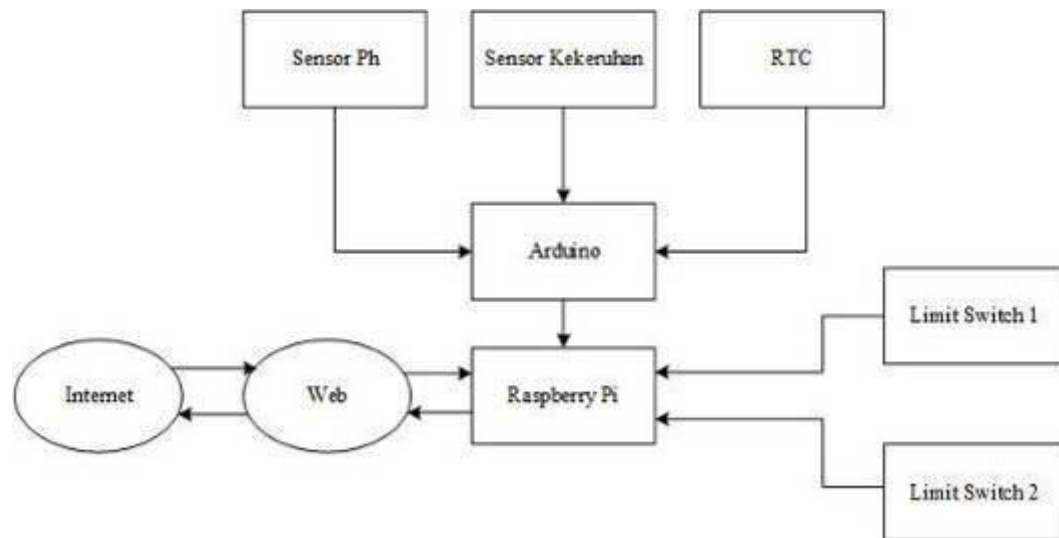 Sensor Ph
Sensor Kekeruhan
RTC
Arduino
Limit Switch 1
Internet
Web
Raspberry Pi
Limit Switch 2